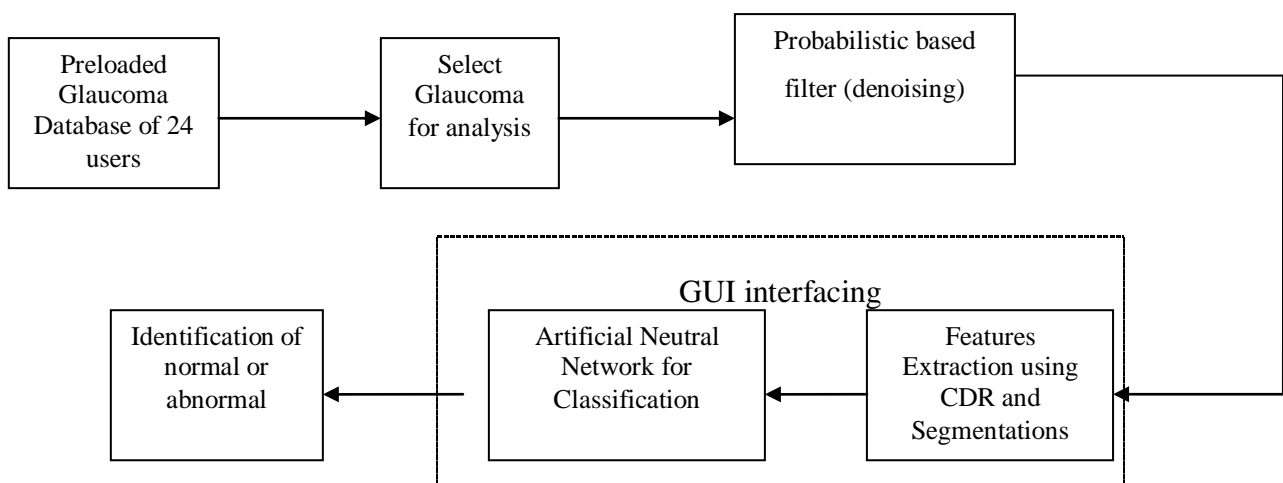 Preloaded
Glaucoma
Database of 24
users
Select
Glaucoma
for analysis
Probabilistic based
filter (denoising)
GUI interfacing
Identification of
normal or
abnormal
Artificial Neutral
Network for
Classification
Features
Extraction using
CDR and
Segmentations